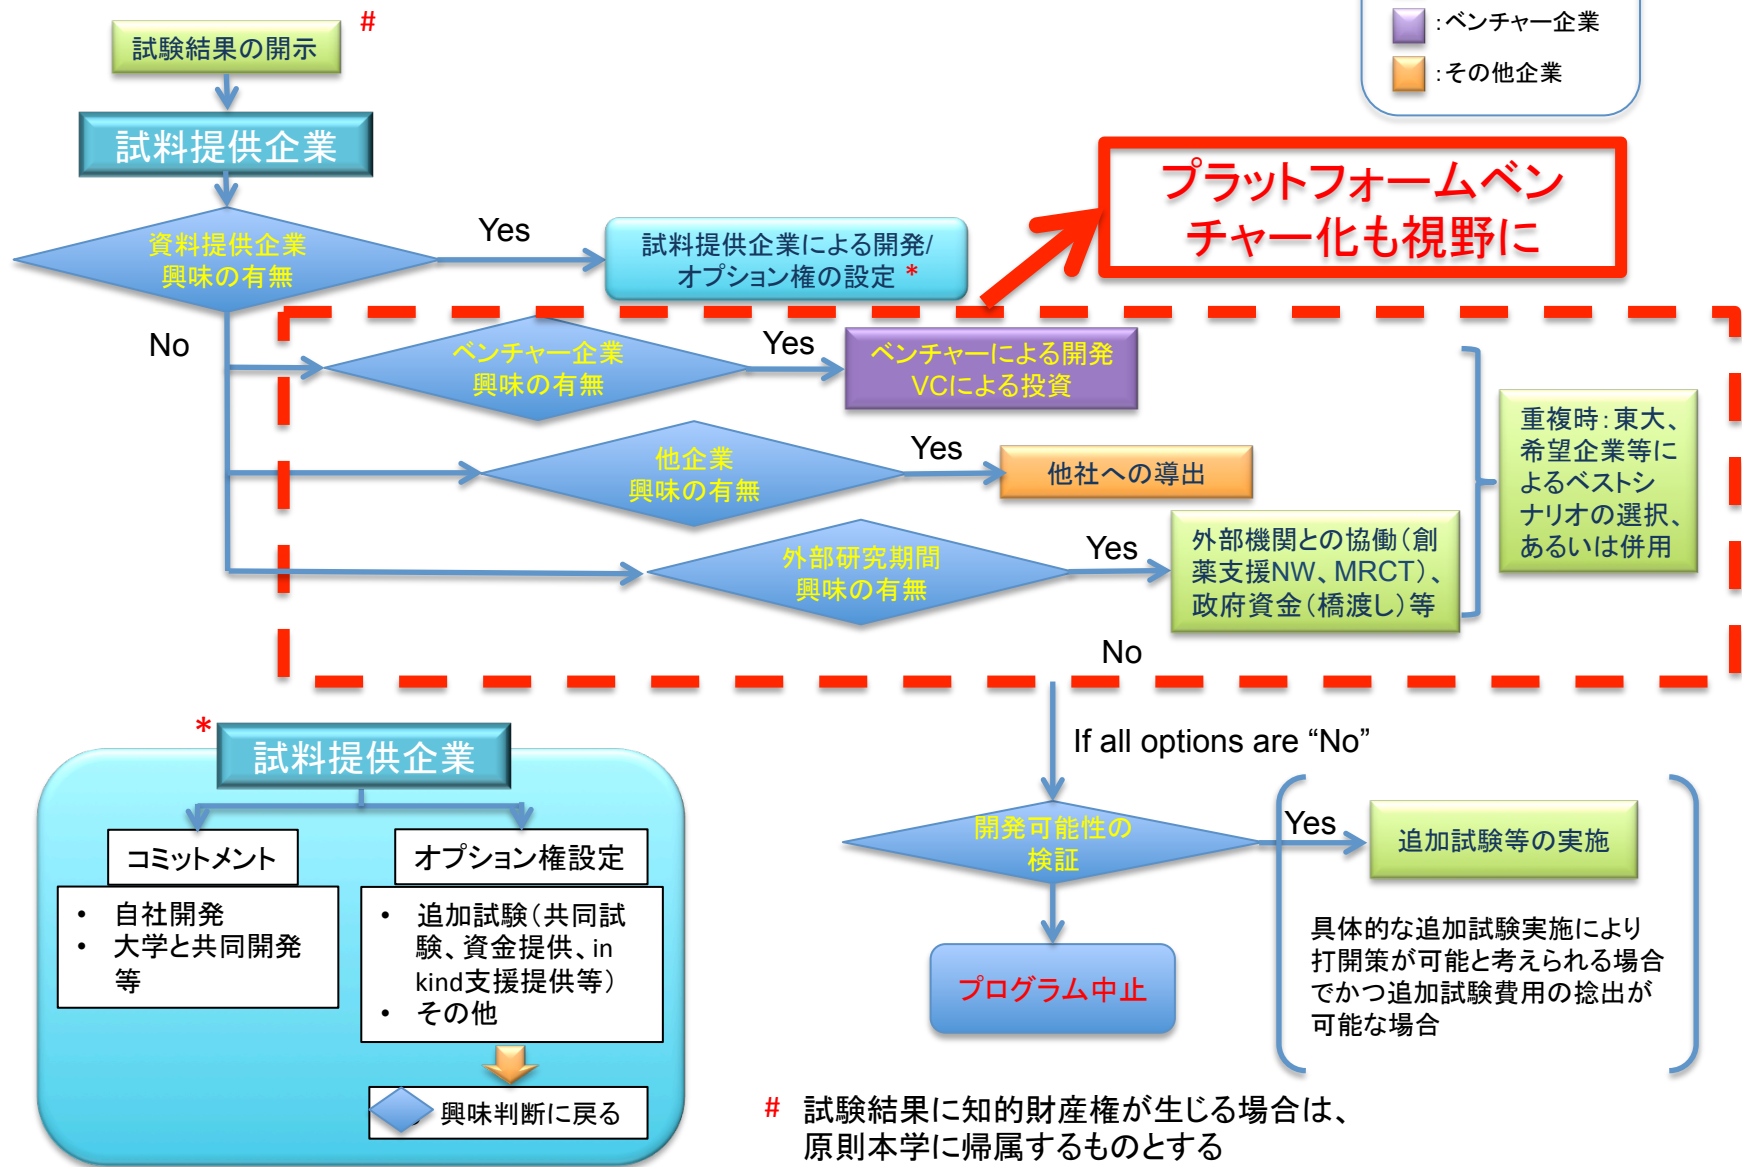 #
試験結果の開示
:ベンチャー企業
:その他企業
試料提供企業
プラットフォームベン
チャー化も視野に
資料提供企業
興味の有無
Yes
試料提供企業による開発/
オプション権の設定 *
No
ベンチャー企業
興味の有無
Yes
ベンチャーによる開発
VCによる投資
他企業
興味の有無
Yes
他社への導出
外部研究期間
興味の有無
Yes
外部機関との協働(創
薬支援NW、MRCT)、
政府資金(橋渡し)等
重複時:東大、
希望企業等に
よるベストシ
ナリオの選択、
あるいは併用
No
If all options are “No”
開発可能性の
検証
Yes
追加試験等の実施
具体的な追加試験実施により
打開策が可能と考えられる場合
でかつ追加試験費用の捻出が
可能な場合
プログラム中止
*
試料提供企業
コミットメント
• 自社開発
• 大学と共同開発
等
オプション権設定
• 追加試験(共同試
験、資金提供、in
kind支援提供等)
• その他
興味判断に戻る
# 試験結果に知的財産権が生じる場合は、
原則本学に帰属するものとする